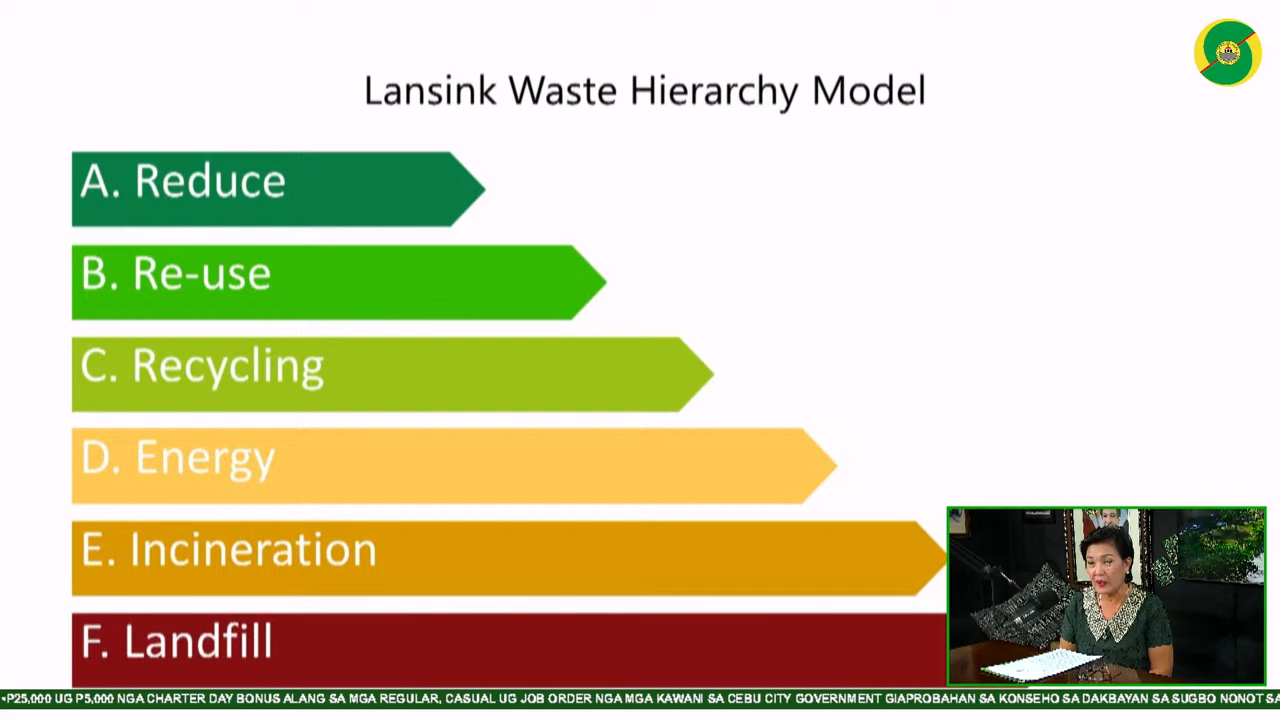 Lansink Waste Hierarchy Model
A. Reduce
B. Re-use
C. Recycling
D. Energy
E. Incineration
F. Landfill
•P25,000 UG P5,000 NGA CHARTER DAY BONUS ALANG SA MGA REGULAR, CASUAL UG JOB ORDER NGA MGA KAWANI SA CEBU CITY GOVERNMENT GIAPROBAHAN SA KONSEHO SA DAKBAYAN SA SUGBO NONOT SA